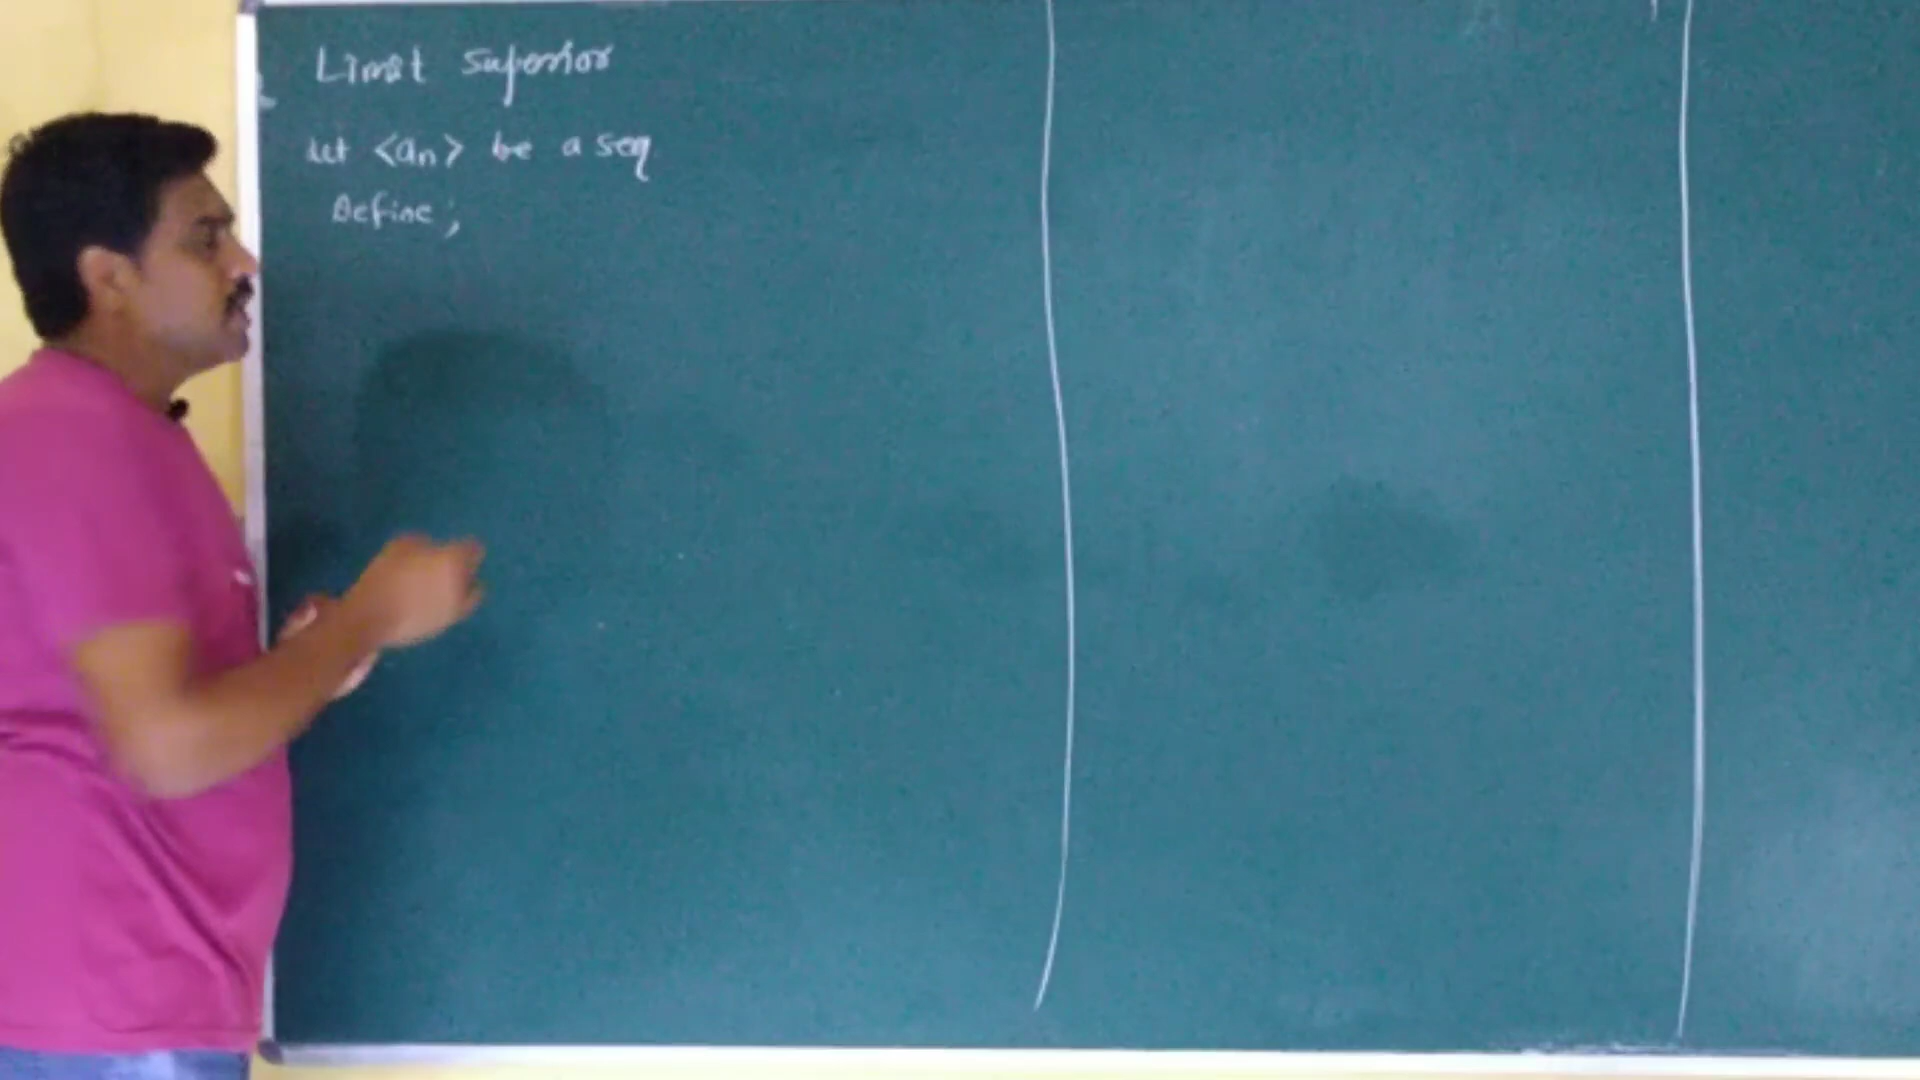 Limit Superior
Let <an> be a seq
Define ;